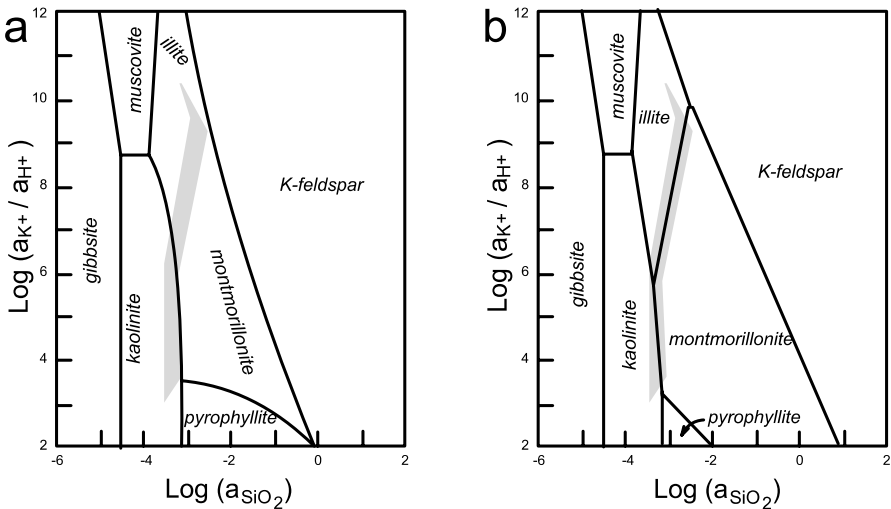 a
12
10
8
6
4
2
-6
-4
-2
0
2
Log (aK+ / aH+)
Log (aSiO2)
muscovite
illite
K-feldspar
gibbsite
kaolinite
montmorillonite
pyrophyllite
b
12
10
8
6
4
2
-6
-4
-2
0
2
Log (aK+ / aH+)
Log (aSiO2)
muscovite
illite
K-feldspar
gibbsite
kaolinite
montmorillonite
pyrophyllite